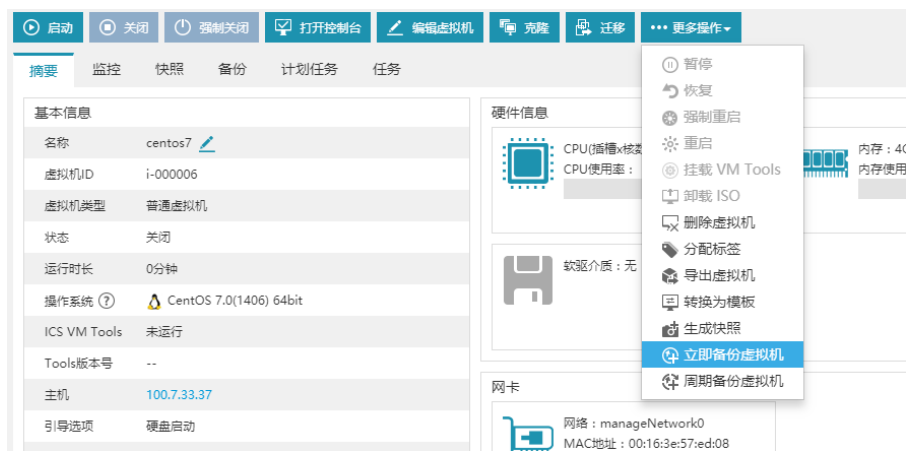 启动 关闭 强制关闭 打开控制台 编辑虚拟机 克隆 迁移 更多操作
摘要 监控 快照 备份 计划任务 任务
基本信息
名称 centos7
虚拟机ID i-000006
虚拟机类型 普通虚拟机
状态 关闭
运行时长 0分钟
操作系统 ? CentOS 7.0(1406) 64bit
ICS VM Tools 未运行
Tools版本号 --
主机 100.7.33.37
引导选项 硬盘启动
硬件信息
CPU(插槽x核数
CPU使用率：
内存：4G
内存使用
软驱介质：无
网卡
网络：manageNetwork0
MAC地址：00:16:3e:57:ed:08
暂停
恢复
强制重启
重启
挂载 VM Tools
卸载 ISO
删除虚拟机
分配标签
导出虚拟机
转换为模板
生成快照
立即备份虚拟机
周期备份虚拟机